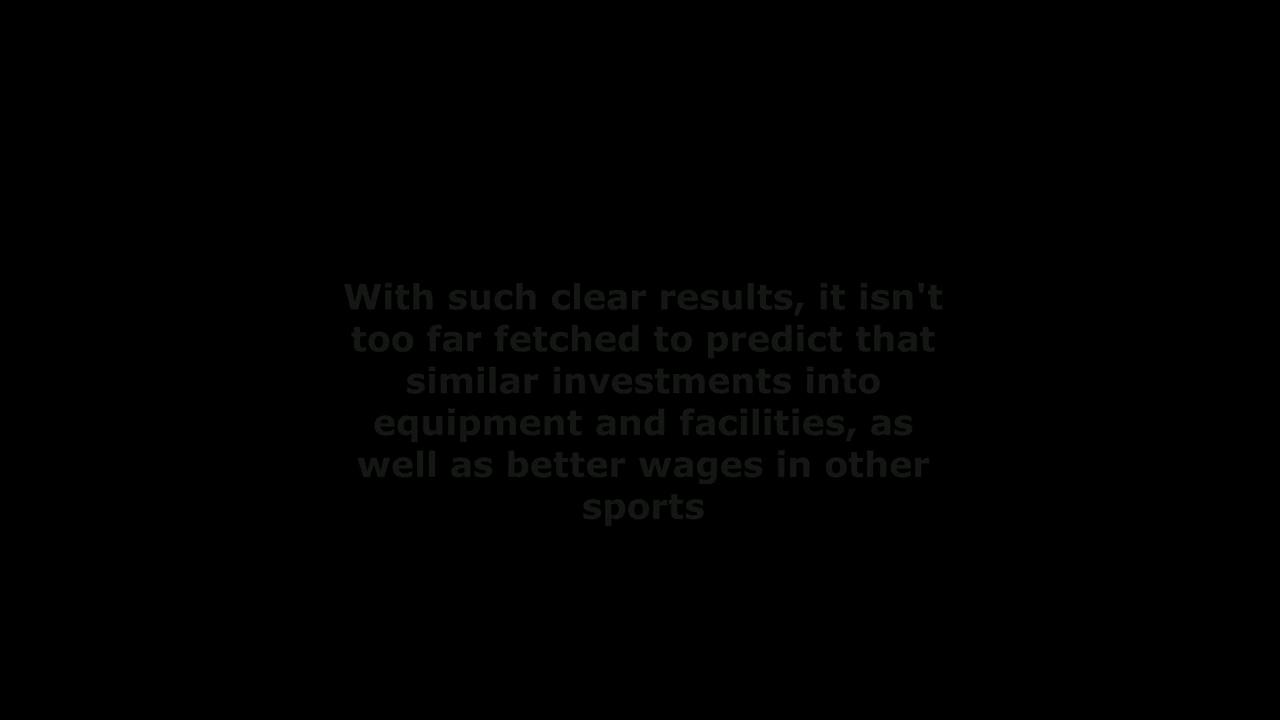 With such clear results, it isn't
too far fetched to predict that
similar investments into
equipment and facilities, as
well as better wages in other
sports